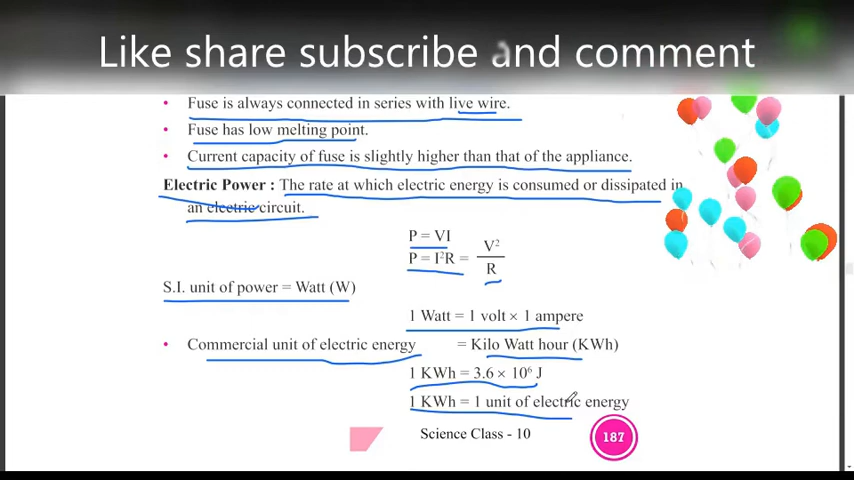 Like share subscribe and comment
• Fuse is always connected in series with live wire.
• Fuse has low melting point.
• Current capacity of fuse is slightly higher than that of the appliance.
Electric Power : The rate at which electric energy is consumed or dissipated in
an electric circuit.
P = VI
P = I²R = V²/R
S.I. unit of power = Watt (W)
1 Watt = 1 volt × 1 ampere
• Commercial unit of electric energy = Kilo Watt hour (KWh)
1 KWh = 3.6 × 10⁶ J
1 KWh = 1 unit of electric energy
Science Class - 10 187